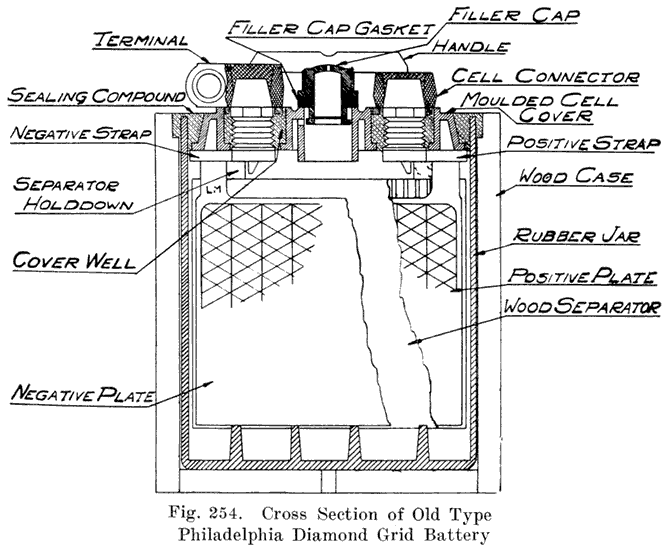 FILLER CAP
FILLER CAP GASKET
TERMINAL
HANDLE
CELL CONNECTOR
SEALING COMPOUND
MOULDED CELL
COVER
NEGATIVE STRAP
POSITIVE STRAP
SEPARATOR
HOLDDOWN
L.M
WOOD CASE
RUBBER JAR
COVER WELL
POSITIVE PLATE
WOOD SEPARATOR
NEGATIVE PLATE
Fig. 254. Cross Section of Old Type
Philadelphia Diamond Grid Battery